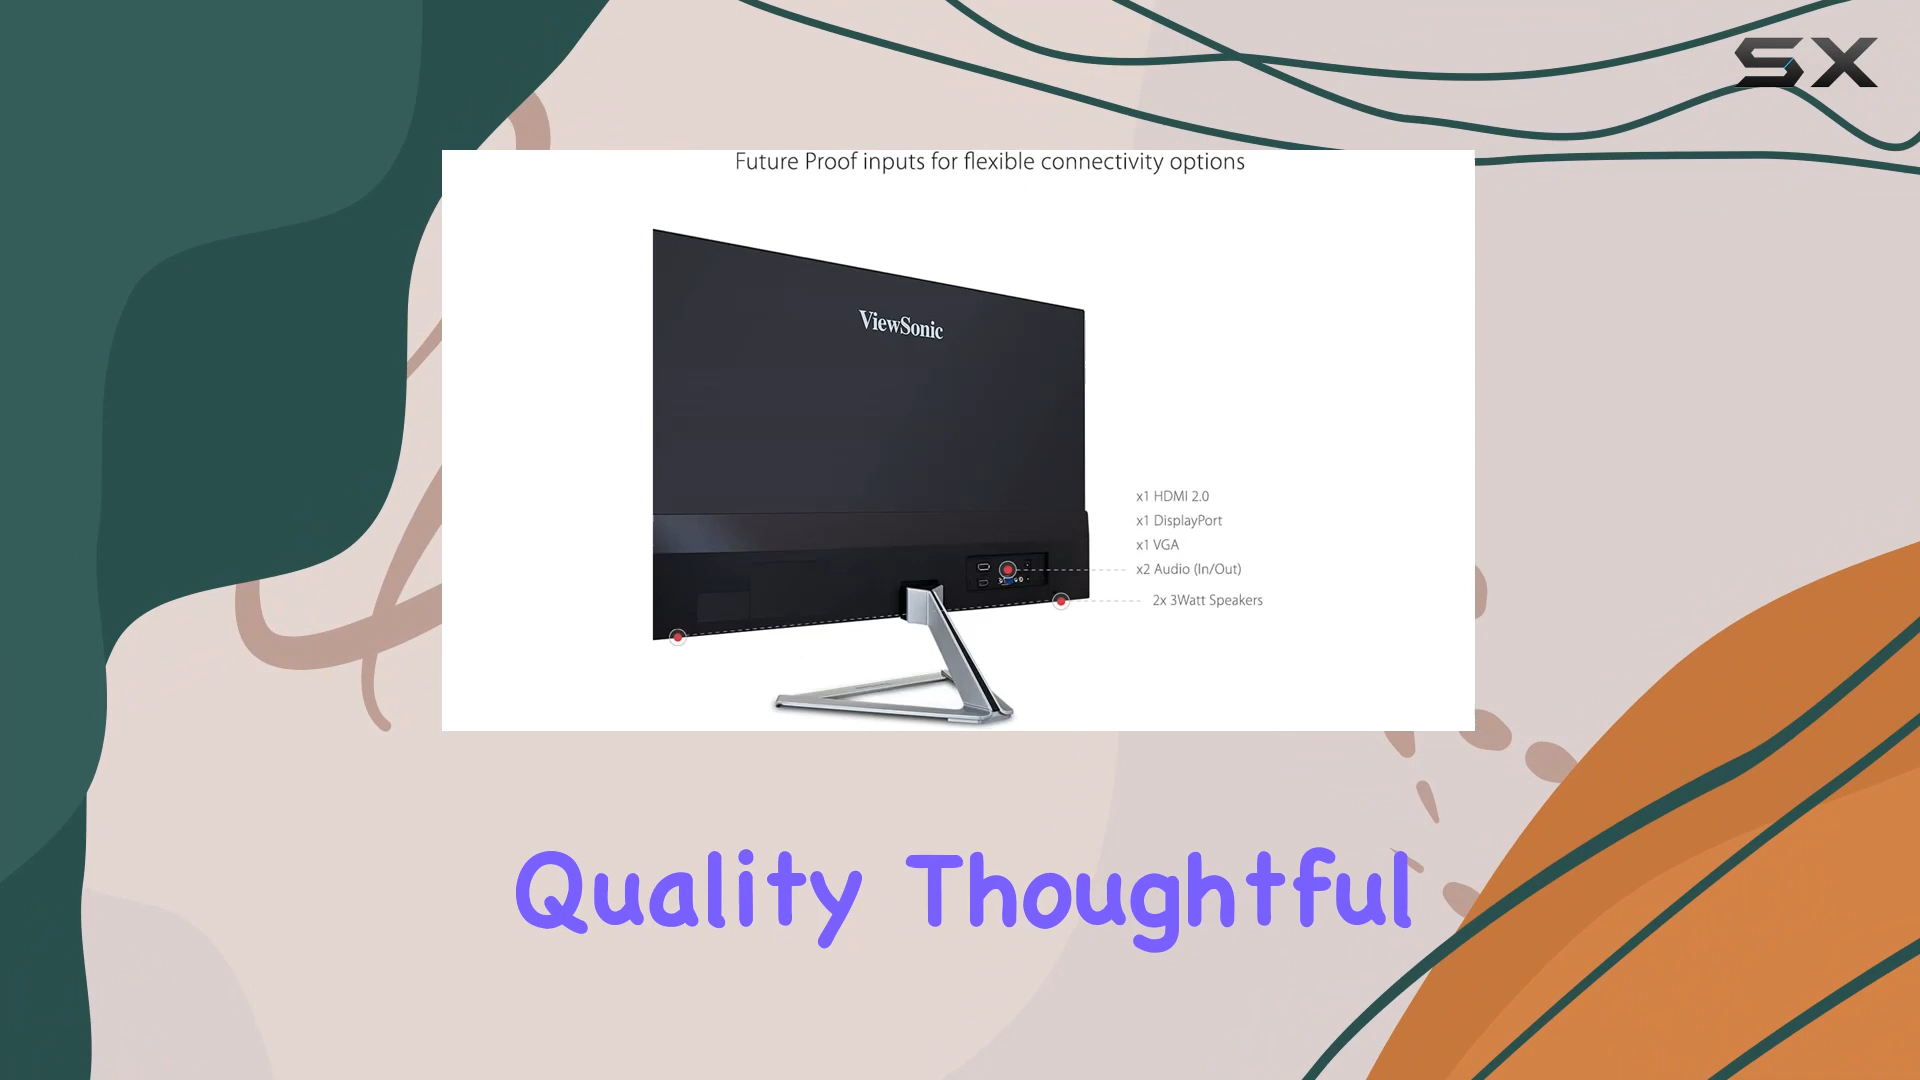 SX
Future Proof inputs for flexible connectivity options
ViewSonic
x1 HDMI 2.0
x1 DisplayPort
x1 VGA
x2 Audio (In/Out)
2x 3Watt Speakers
Quality Thoughtful